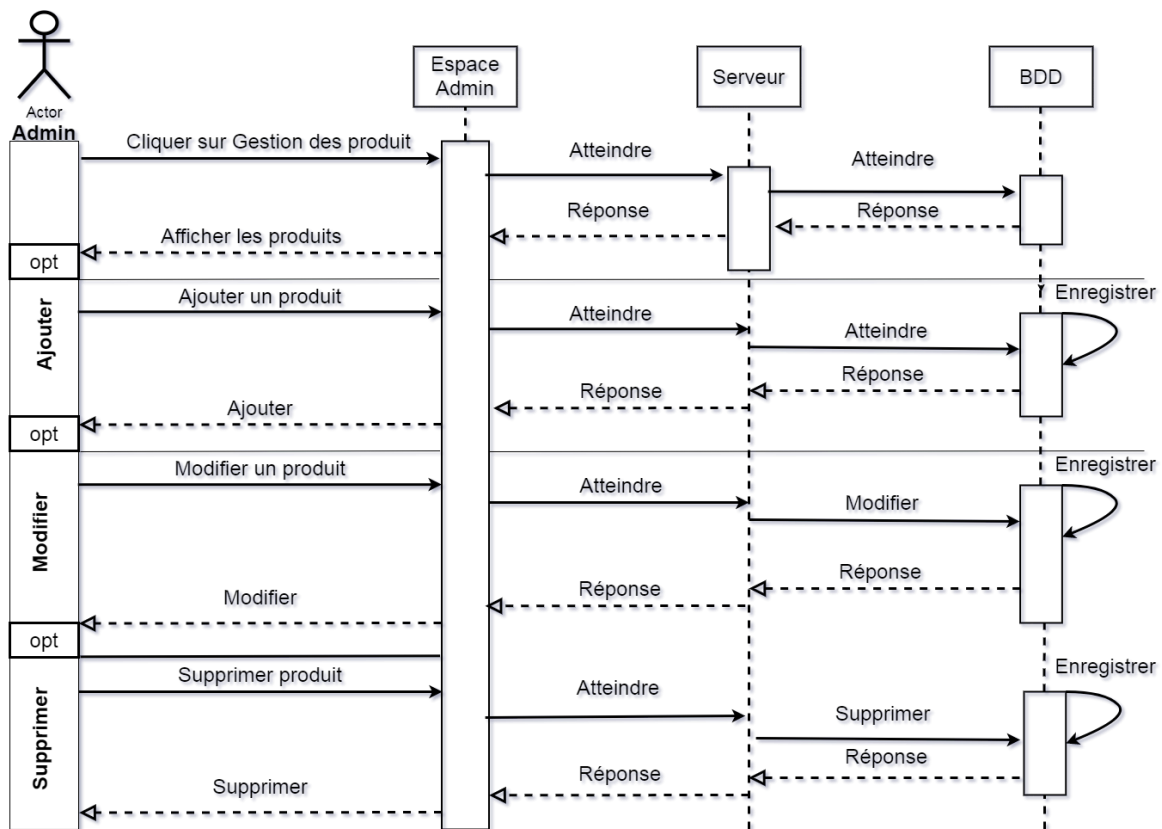 Espace
Admin
Serveur
BDD
Actor
Admin
Cliquer sur Gestion des produit
Atteindre
Atteindre
Réponse
Réponse
Afficher les produits
opt
Ajouter
Ajouter un produit
Enregistrer
Atteindre
Atteindre
Réponse
Réponse
Ajouter
opt
Modifier
Modifier un produit
Enregistrer
Atteindre
Modifier
Réponse
Réponse
Modifier
opt
Supprimer
Supprimer produit
Enregistrer
Atteindre
Supprimer
Réponse
Réponse
Supprimer